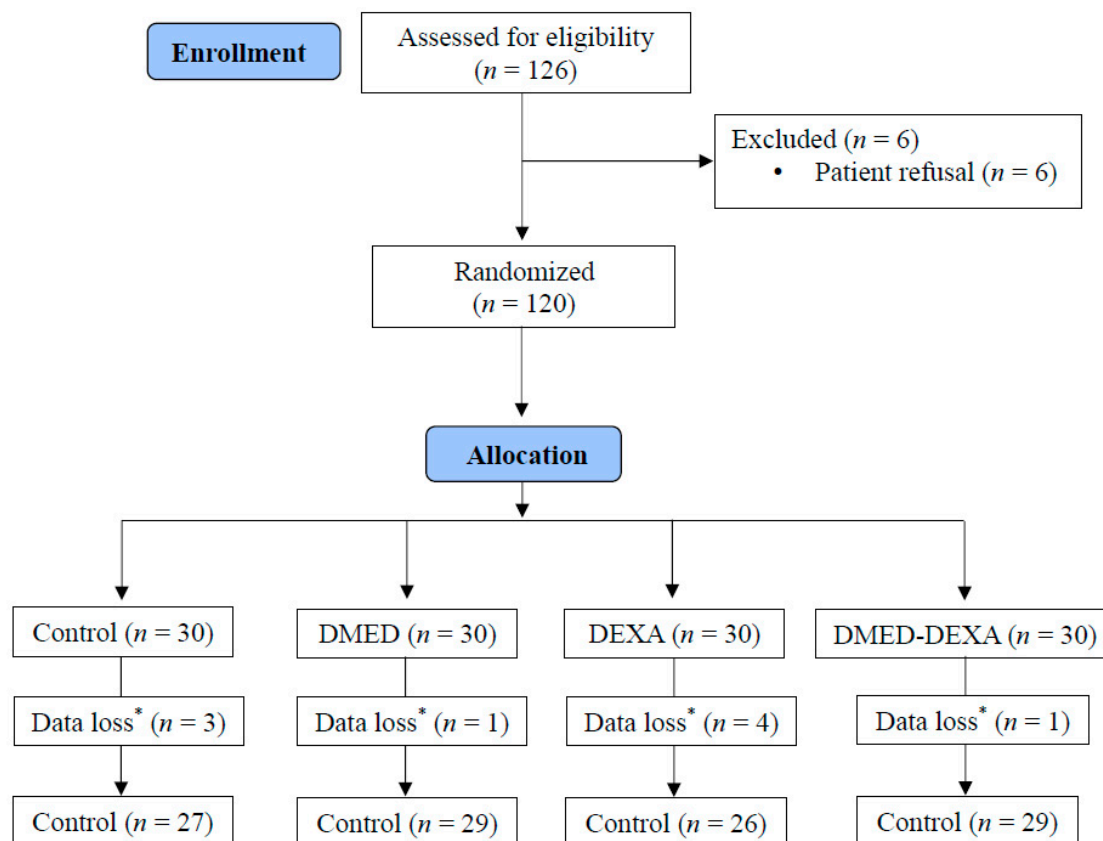 Enrollment
Assessed for eligibility
(n = 126)
Excluded (n = 6)
• Patient refusal (n = 6)
Randomized
(n = 120)
Allocation
Control (n = 30)
DMED (n = 30)
DEXA (n = 30)
DMED-DEXA (n = 30)
Data loss* (n = 3)
Data loss* (n = 1)
Data loss* (n = 4)
Data loss* (n = 1)
Control (n = 27)
Control (n = 29)
Control (n = 26)
Control (n = 29)